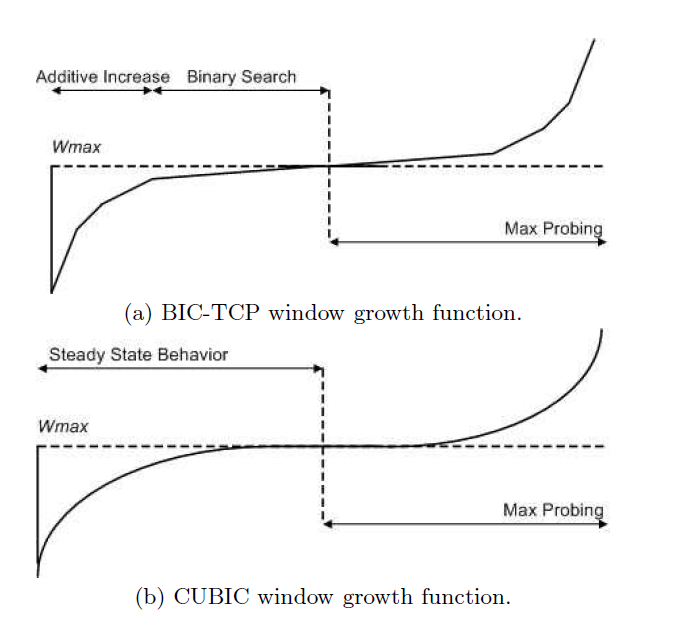 Additive Increase Binary Search
Wmax
Max Probing
(a) BIC-TCP window growth function.
Steady State Behavior
Wmax
Max Probing
(b) CUBIC window growth function.